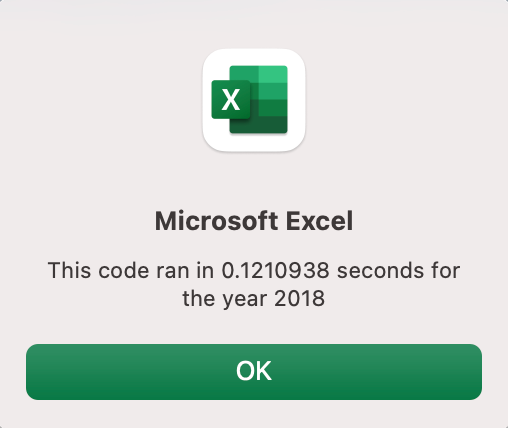 X
Microsoft Excel
This code ran in 0.1210938 seconds for
the year 2018
OK